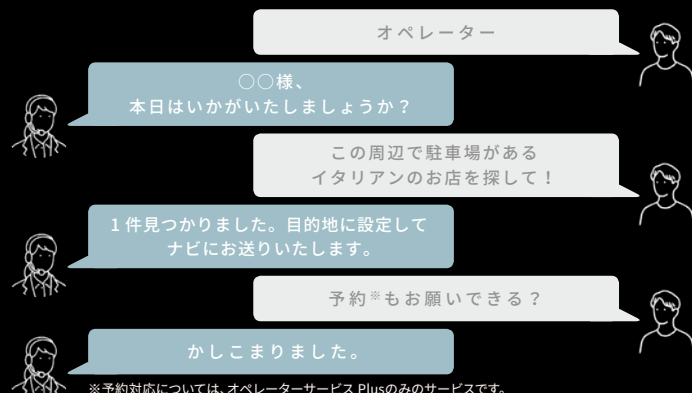 オペレーター
○○様、
本日はいかがいたしましょうか？
この周辺で駐車場がある
イタリアンのお店を探して！
1件見つかりました。目的地に設定して
ナビにお送りいたします。
予約※もお願いできる？
かしこまりました。
※予約対応については、オペレーターサービス Plusのみのサービスです。